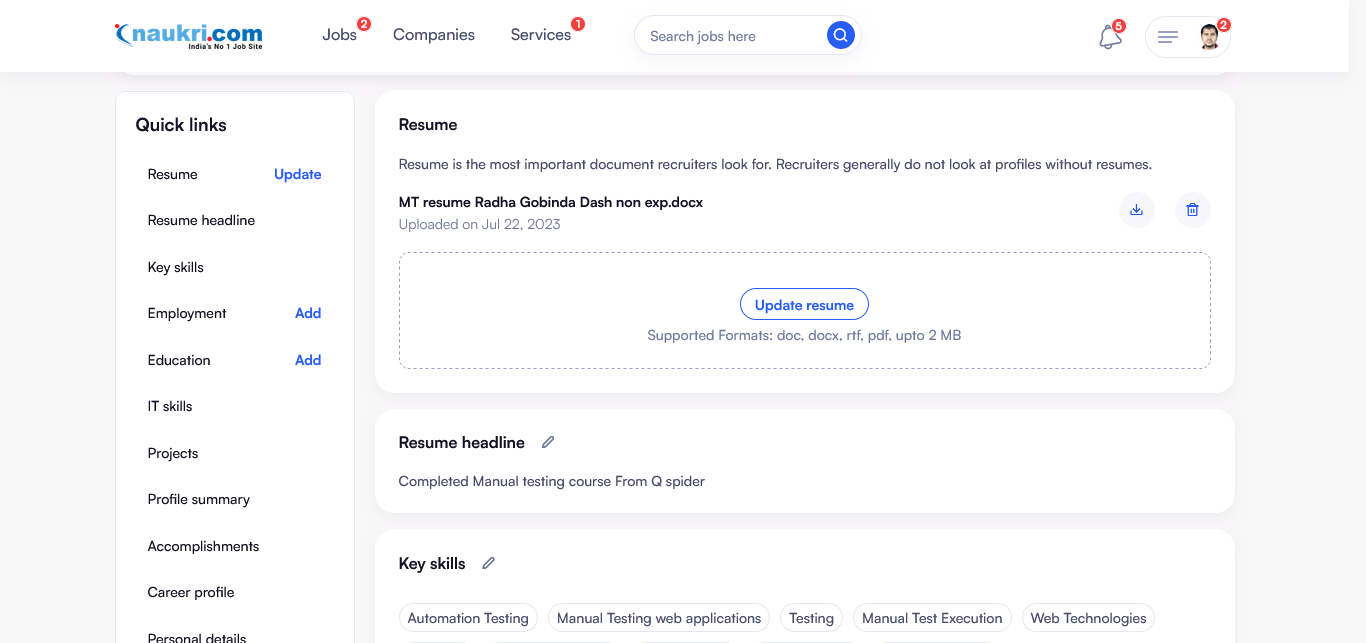 naukri.com
India's No 1 Job Site
Jobs 2
Companies
Services 1
Search jobs here
5
2
Quick links
Resume Update
Resume headline
Key skills
Employment Add
Education Add
IT skills
Projects
Profile summary
Accomplishments
Career profile
Personal details
Resume
Resume is the most important document recruiters look for. Recruiters generally do not look at profiles without resumes.
MT resume Radha Gobinda Dash non exp.docx
Uploaded on Jul 22, 2023
Update resume
Supported Formats: doc, docx, rtf, pdf, upto 2 MB
Resume headline
Completed Manual testing course From Q spider
Key skills
Automation Testing Manual Testing web applications Testing Manual Test Execution Web Technologies